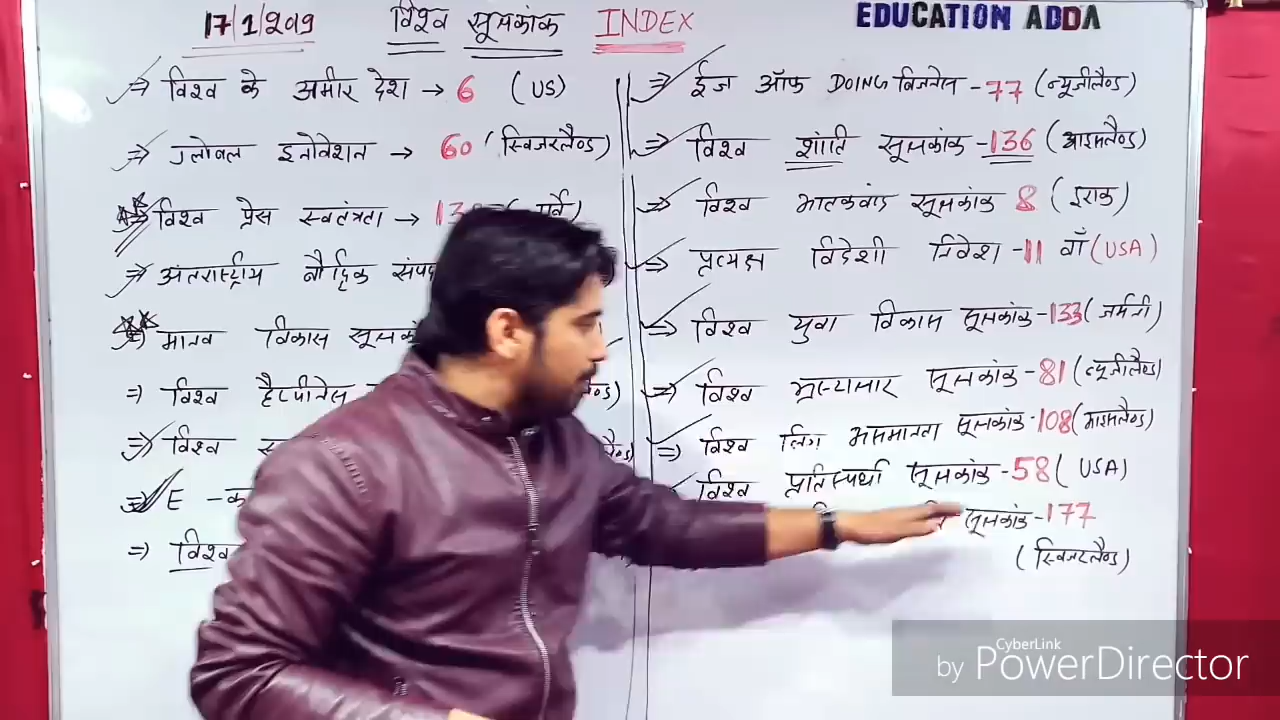 17/1/2019 विश्व सूचकांक INDEX
EDUCATION ADDA
⇒ विश्व के अमीर देश → 6 (US)
⇒ ग्लोबल इनोवेशन → 60 (स्विजरलैण्ड)
⇒ विश्व प्रेस स्वतंत्रता →
⇒ अंतराष्ट्रीय बौद्धिक
⇒ मानव विकास
⇒ विश्व हैप्पीनेस
⇒ विश्व
⇒ E
⇒ विश्व
⇒ ईज ऑफ DOING बिजनेस - 77 (न्यूजीलैण्ड)
⇒ विश्व शांति सूचकांक - 136 (आइसलैण्ड)
⇒ विश्व आतंकवाद सूचकांक 8 (इराक)
⇒ प्रत्यक्ष विदेशी निवेश - 11 वाँ (USA)
⇒ विश्व युवा विकास सूचकांक - 133 (जर्मनी)
⇒ विश्व भ्रष्टाचार सूचकांक - 81 (न्यूजीलैण्ड)
⇒ विश्व लिंग असमानता सूचकांक - 108 (आइसलैण्ड)
विश्व प्रतिस्पर्धा सूचकांक - 58 (USA)
सूचकांक - 177
(स्विजरलैण्ड)
CyberLink
by PowerDirector